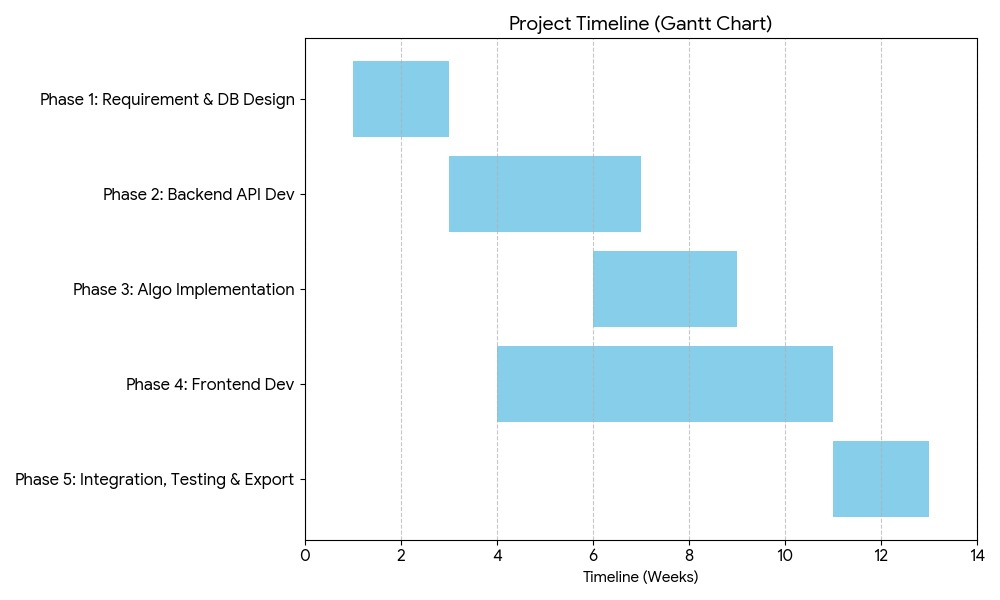 Project Timeline (Gantt Chart)
Phase 1: Requirement & DB Design
Phase 2: Backend API Dev
Phase 3: Algo Implementation
Phase 4: Frontend Dev
Phase 5: Integration, Testing & Export
0 2 4 6 8 10 12 14
Timeline (Weeks)